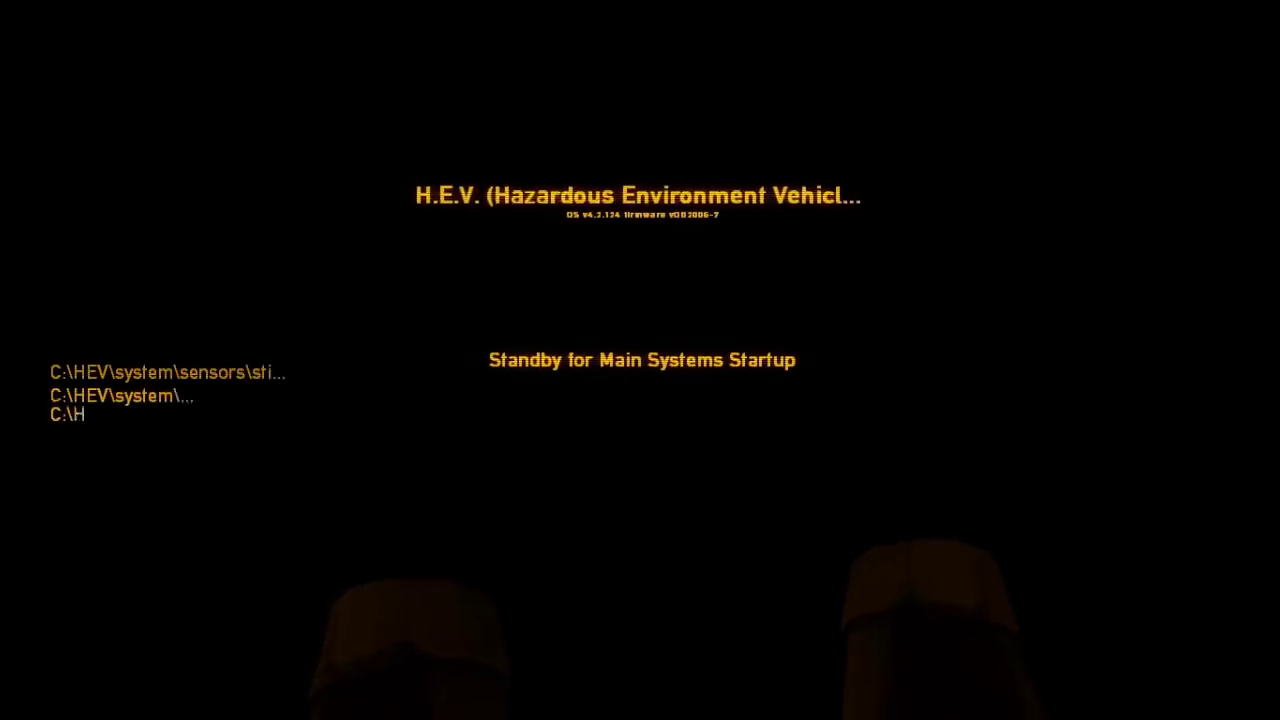 H.E.V. (Hazardous Environment Vehicl...
OS v4.2.124 firmware v002006-7
Standby for Main Systems Startup
C:\HEV\system\sensors\sti...
C:\HEV\system\...
C:\H